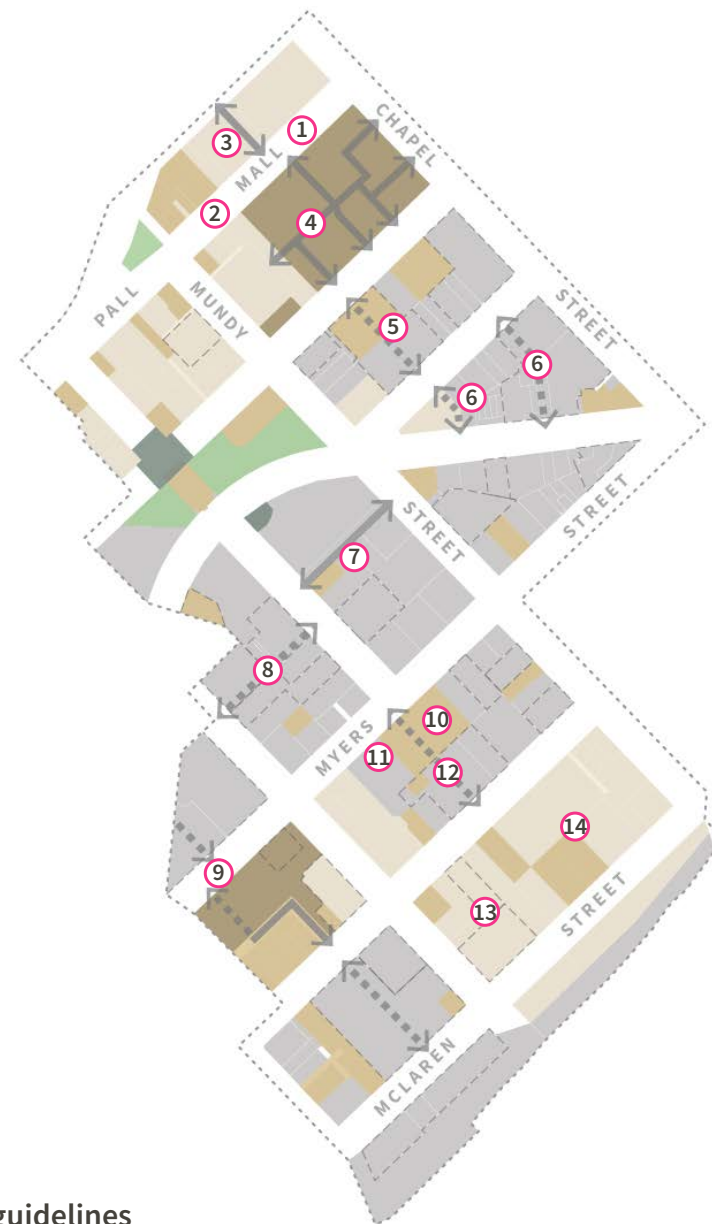 1
CHAPEL
3
MALL
2
4
PALL
MUNDY
5
STREET
6
6
STREET
STREET
7
8
10
MYERS
11
12
14
9
STREET
13
MCLAREN
guidelines